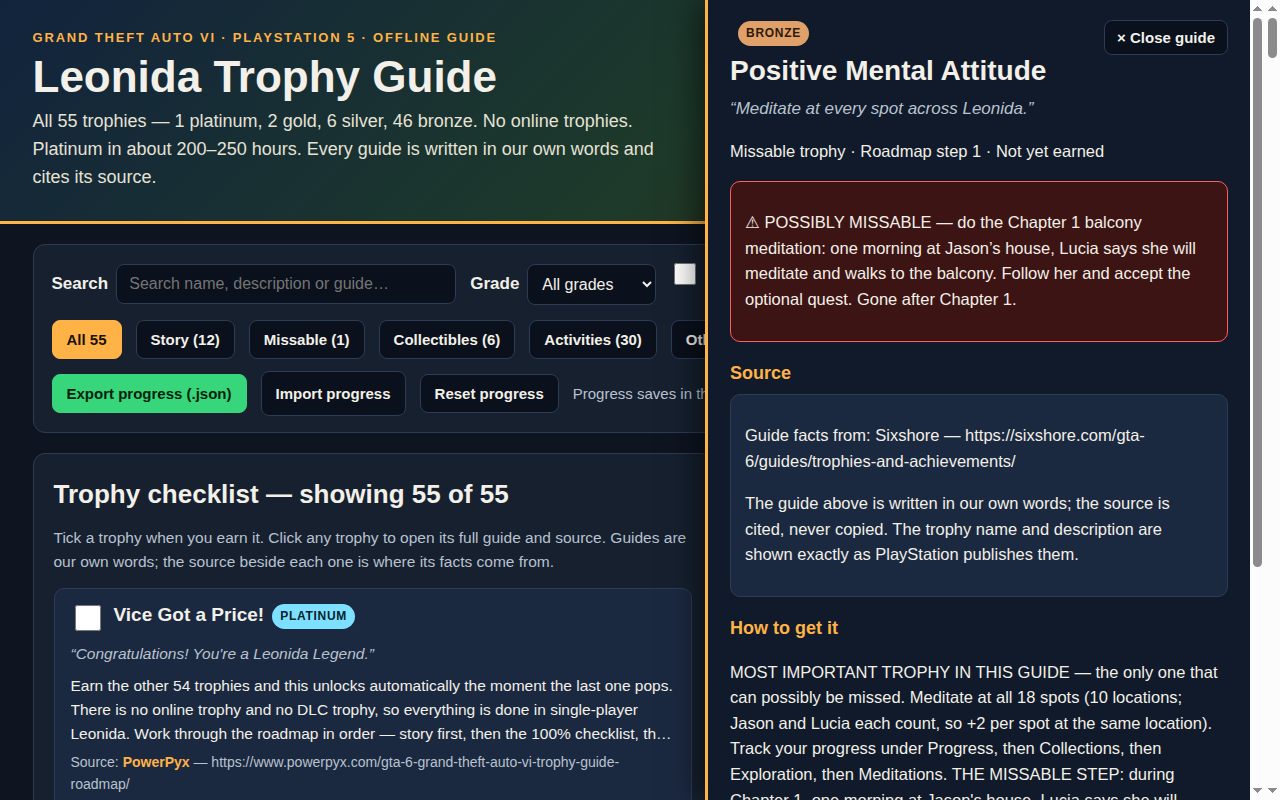 GRAND THEFT AUTO VI · PLAYSTATION 5 · OFFLINE GUIDE
Leonida Trophy Guide
All 55 trophies — 1 platinum, 2 gold, 6 silver, 46 bronze. No online trophies.
Platinum in about 200–250 hours. Every guide is written in our own words and
cites its source.
Search
Search name, description or guide…
Grade
All grades
All 55
Story (12)
Missable (1)
Collectibles (6)
Activities (30)
Export progress (.json)
Import progress
Reset progress
Progress saves in
Trophy checklist — showing 55 of 55
Tick a trophy when you earn it. Click any trophy to open its full guide and source. Guides are
our own words; the source beside each one is where its facts come from.
Vice Got a Price!
PLATINUM
“Congratulations! You're a Leonida Legend.”
Earn the other 54 trophies and this unlocks automatically the moment the last one pops.
There is no online trophy and no DLC trophy, so everything is done in single-player
Leonida. Work through the roadmap in order — story first, then the 100% checklist, th…
Source: PowerPyx — https://www.powerpyx.com/gta-6-grand-theft-auto-vi-trophy-guide-
roadmap/
BRONZE
× Close guide
Positive Mental Attitude
“Meditate at every spot across Leonida.”
Missable trophy · Roadmap step 1 · Not yet earned
⚠ POSSIBLY MISSABLE — do the Chapter 1 balcony
meditation: one morning at Jason’s house, Lucia says she will
meditate and walks to the balcony. Follow her and accept the
optional quest. Gone after Chapter 1.
Source
Guide facts from: Sixshore — https://sixshore.com/gta-
6/guides/trophies-and-achievements/
The guide above is written in our own words; the source is
cited, never copied. The trophy name and description are
shown exactly as PlayStation publishes them.
How to get it
MOST IMPORTANT TROPHY IN THIS GUIDE — the only one that
can possibly be missed. Meditate at all 18 spots (10 locations;
Jason and Lucia each count, so +2 per spot at the same location).
Track your progress under Progress, then Collections, then
Exploration, then Meditations. THE MISSABLE STEP: during
Chapter 1, one morning at Jason's house, Lucia says she will